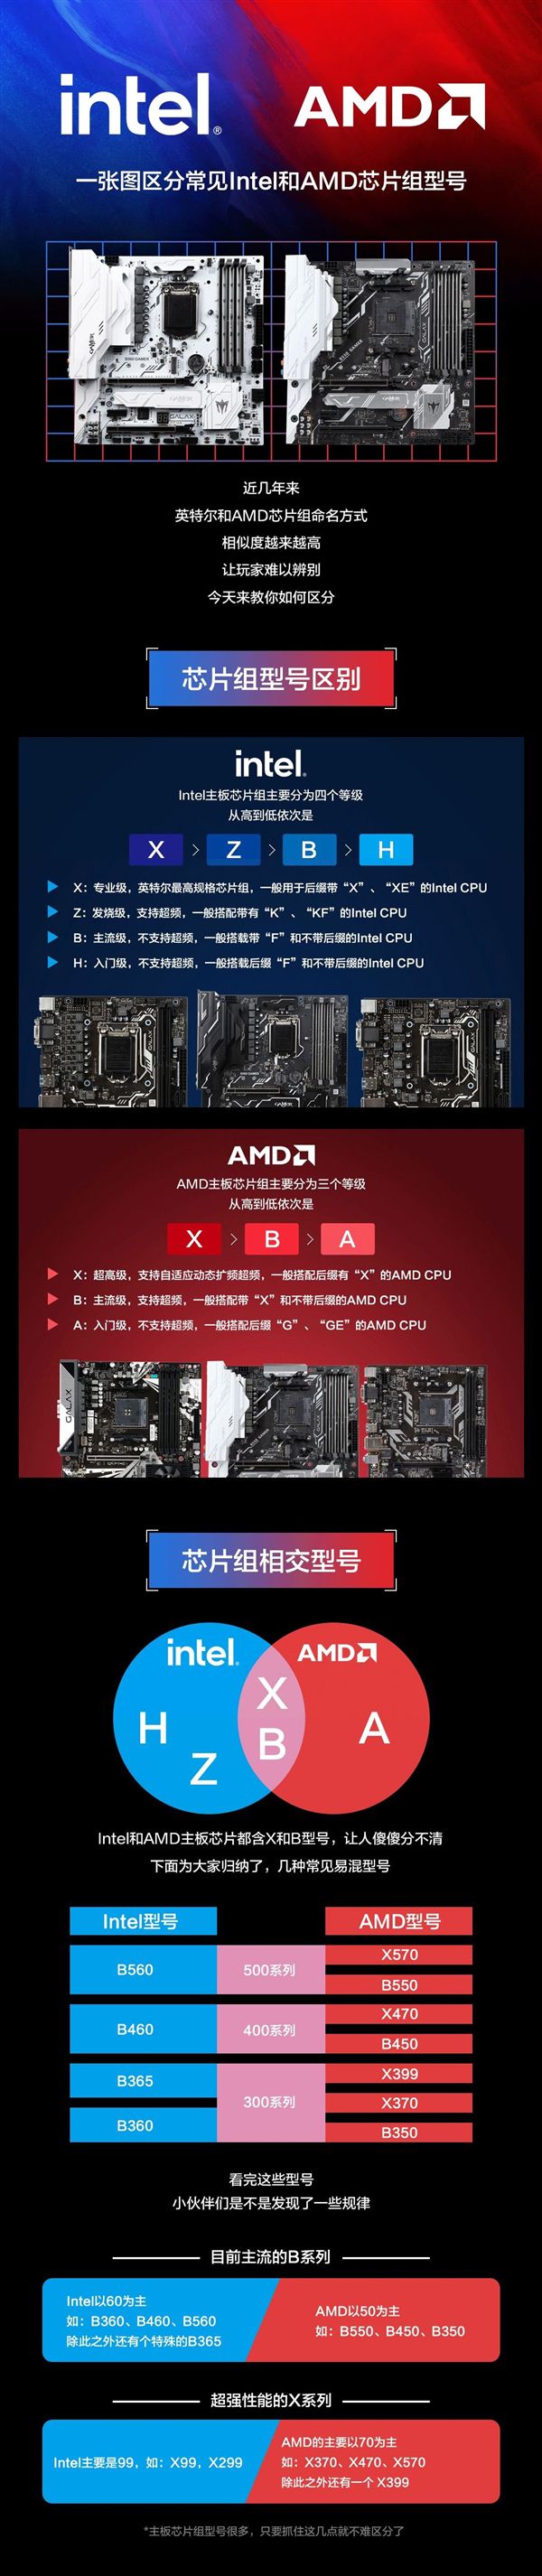 intel.
AMD
一张图区分常见Intel和AMD芯片组型号
GALAX
近几年来
英特尔和AMD芯片组命名方式
相似度越来越高
让玩家难以辨别
今天来教你如何区分
芯片组型号区别
intel.
Intel主板芯片组主要分为四个等级
从高到低依次是
X > Z > B > H
X：专业级，英特尔最高规格芯片组，一般用于后缀带“X”、“XE”的Intel CPU
Z：发烧级，支持超频，一般搭配带有“K”、“KF”的Intel CPU
B：主流级，不支持超频，一般搭载带“F”和不带后缀的Intel CPU
H：入门级，不支持超频，一般搭载后缀“F”和不带后缀的Intel CPU
AMD
AMD主板芯片组主要分为三个等级
从高到低依次是
X > B > A
X：超高级，支持自适应动态扩频超频，一般搭配后缀有“X”的AMD CPU
B：主流级，支持超频，一般搭配带“X”和不带后缀的AMD CPU
A：入门级，不支持超频，一般搭配后缀“G”、“GE”的AMD CPU
GALAX
芯片组相交型号
intel. AMD
H Z X B A
Intel和AMD主板芯片都含X和B型号，让人傻傻分不清
下面为大家归纳了，几种常见易混型号
Intel型号 AMD型号
B560 500系列 X570
B550
B460 400系列 X470
B450
B365 300系列 X399
X370
B360 B350
看完这些型号
小伙伴们是不是发现了一些规律
目前主流的B系列
Intel以60为主
如：B360、B460、B560
除此之外还有个特殊的B365
AMD以50为主
如：B550、B450、B350
超强性能的X系列
Intel主要是99，如：X99，X299
AMD的主要以70为主
如：X370、X470、X570
除此之外还有一个 X399
*主板芯片组型号很多，只要抓住这几点就不难区分了